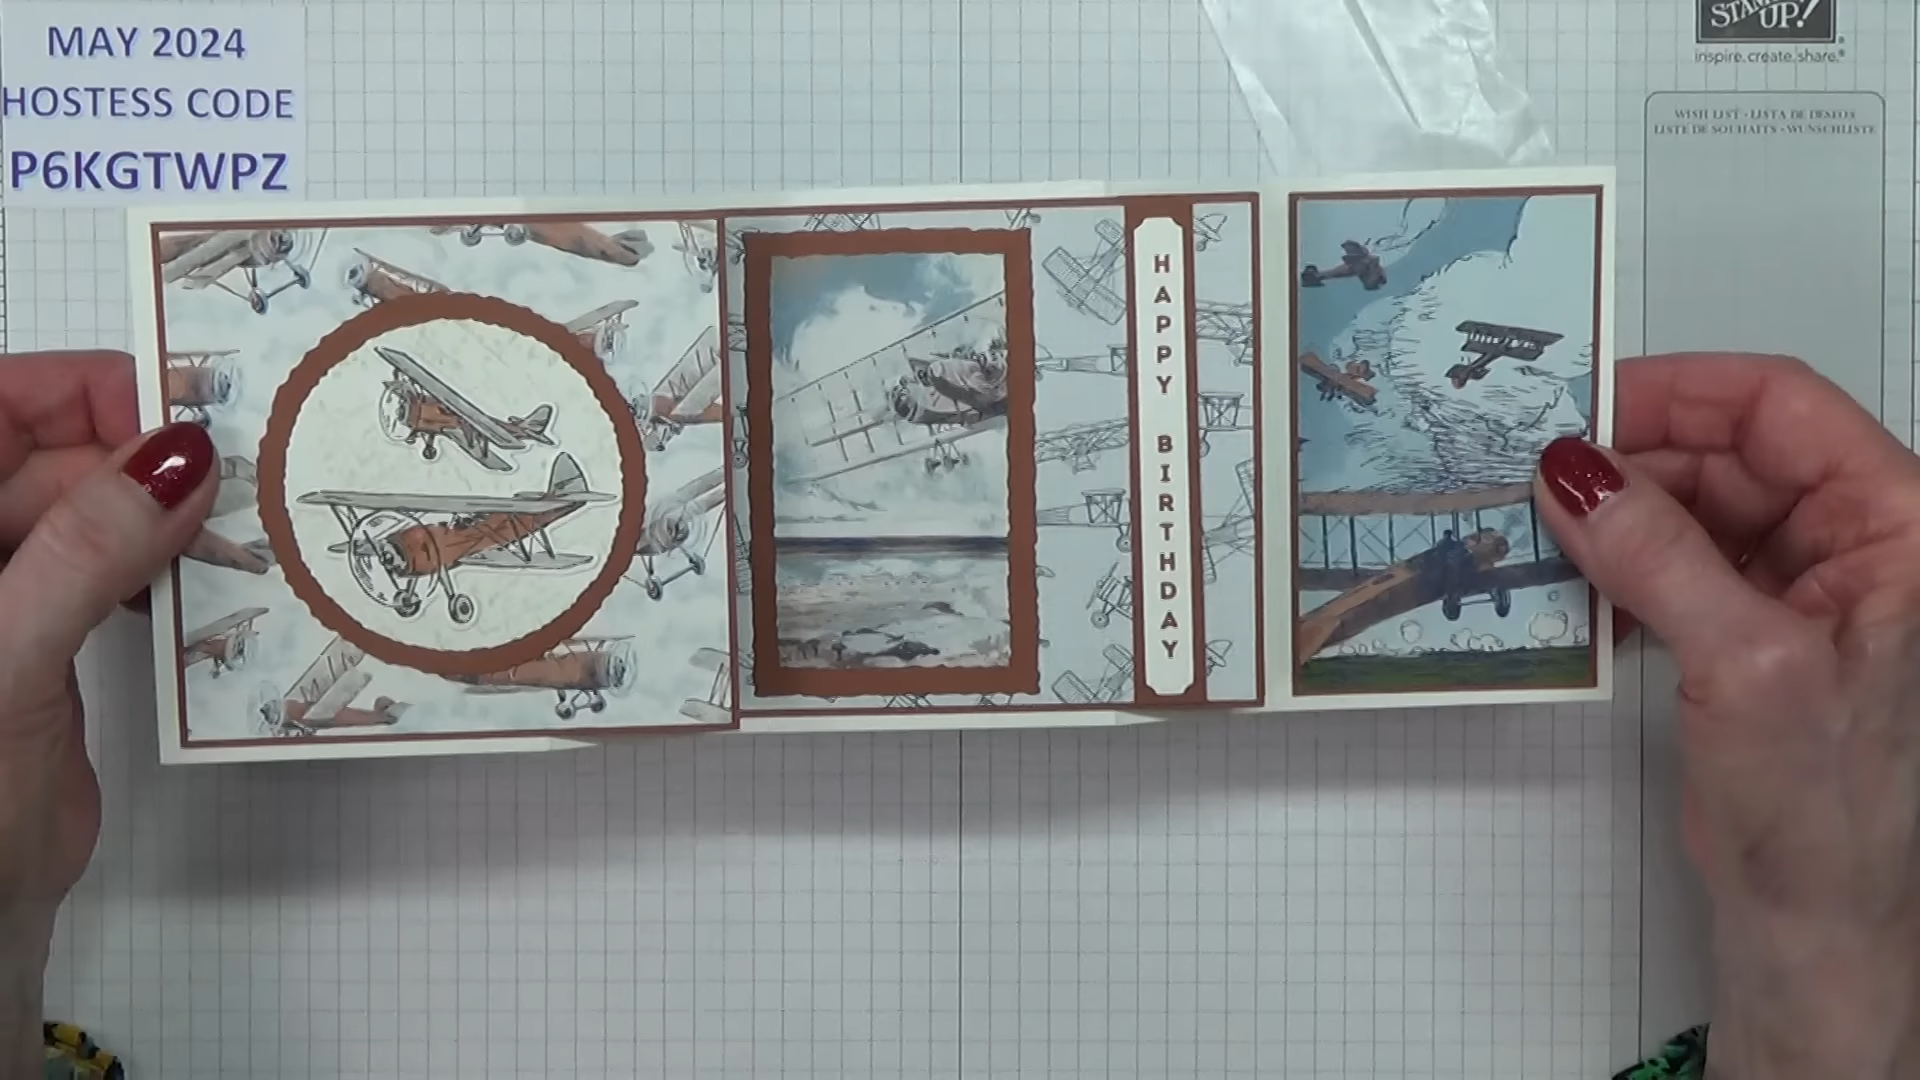 MAY 2024
HOSTESS CODE
P6KGTWPZ
STAMPIN' UP!®
inspire.create.share.®
WISH LIST • LISTA DE DESEOS
LISTE DE SOUHAITS • WUNSCHLISTE
HAPPY BIRTHDAY